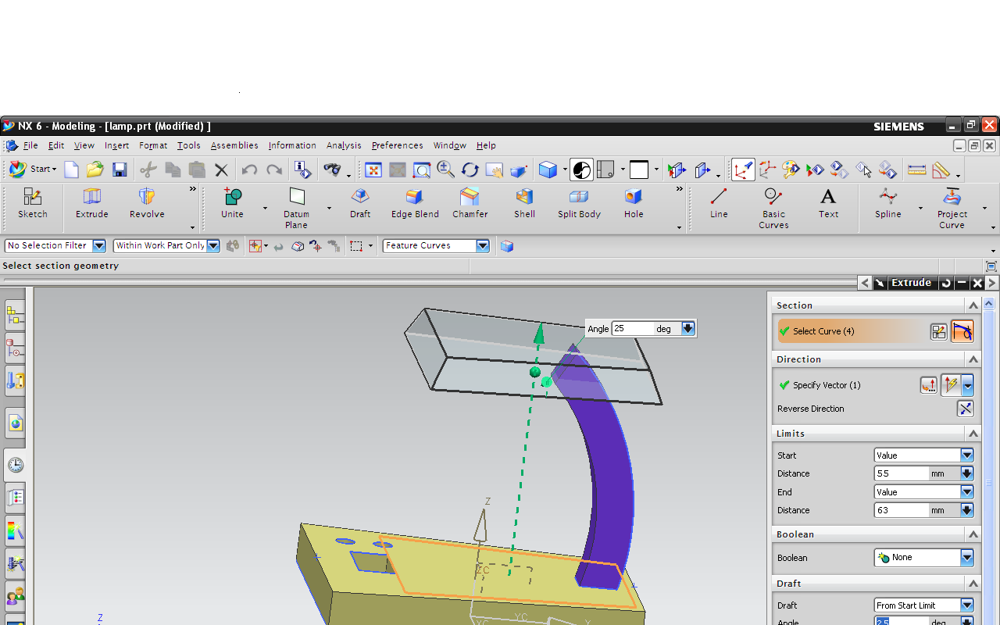 NX 6 - Modeling - [lamp.prt (Modified) ]
SIEMENS
File Edit View Insert Format Tools Assemblies Information Analysis Preferences Window Help
Start
Sketch Extrude Revolve Unite Datum Plane Draft Edge Blend Chamfer Shell Split Body Hole Line Basic Curves Text Spline Project Curve
No Selection Filter Within Work Part Only Feature Curves
Select section geometry
Extrude
Section
Select Curve (4)
Direction
Specify Vector (1)
Reverse Direction
Limits
Start Value
Distance 55 mm
End Value
Distance 63 mm
Boolean
Boolean None
Draft
Draft From Start Limit
Angle 25 deg
Angle 25 deg
Z
ZC
YC
Y
YC
Z